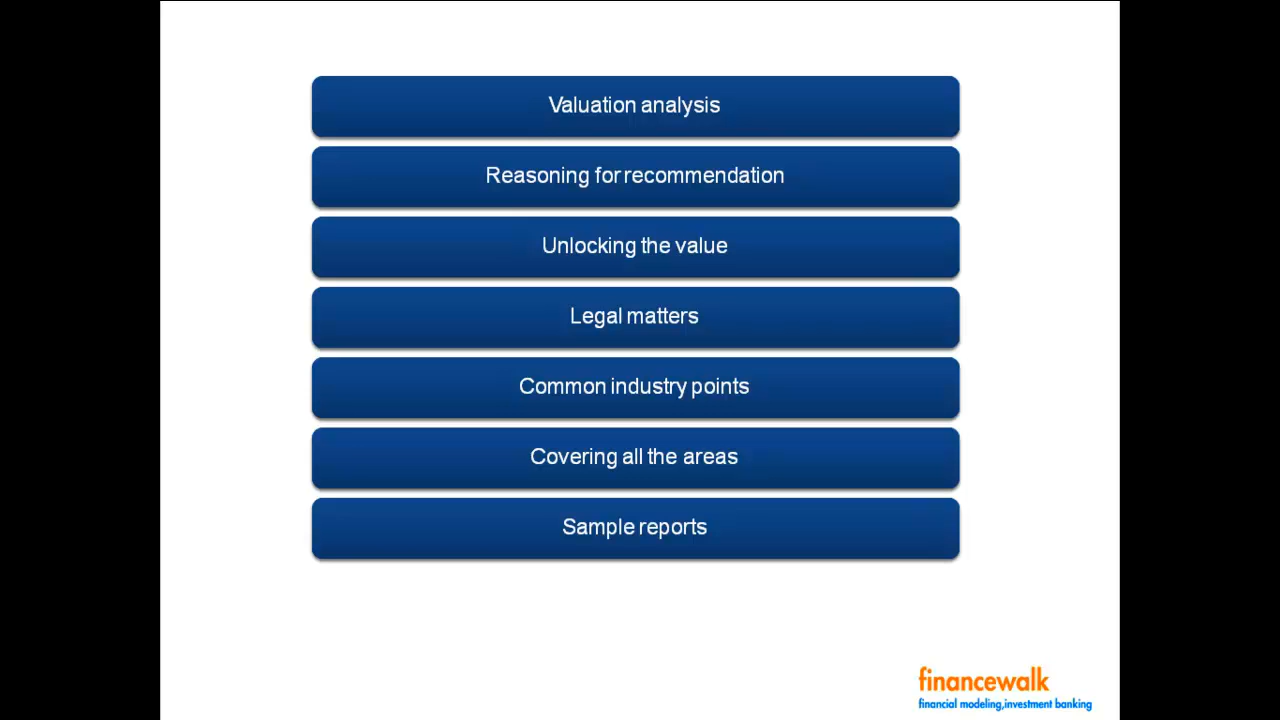 Valuation analysis
Reasoning for recommendation
Unlocking the value
Legal matters
Common industry points
Covering all the areas
Sample reports
financewalk
financial modeling,investment banking